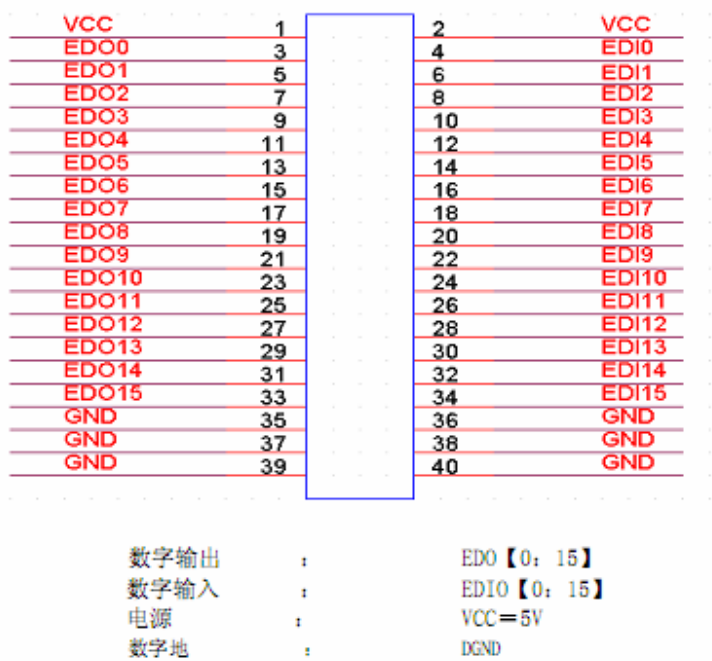 VCC 1 2 VCC
EDO0 3 4 EDI0
EDO1 5 6 EDI1
EDO2 7 8 EDI2
EDO3 9 10 EDI3
EDO4 11 12 EDI4
EDO5 13 14 EDI5
EDO6 15 16 EDI6
EDO7 17 18 EDI7
EDO8 19 20 EDI8
EDO9 21 22 EDI9
EDO10 23 24 EDI10
EDO11 25 26 EDI11
EDO12 27 28 EDI12
EDO13 29 30 EDI13
EDO14 31 32 EDI14
EDO15 33 34 EDI15
GND 35 36 GND
GND 37 38 GND
GND 39 40 GND
数字输出 : EDO【0: 15】
数字输入 : EDIO【0: 15】
电源 : VCC=5V
数字地 : DGND